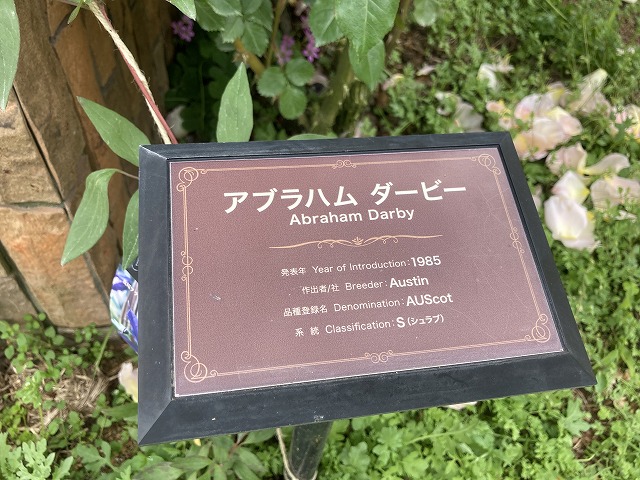 アブラハム ダービー
Abraham Darby
発表年 Year of Introduction：1985
作出者/社 Breeder：Austin
品種登録名 Denomination：AUScot
系 統 Classification：S（シュラブ）